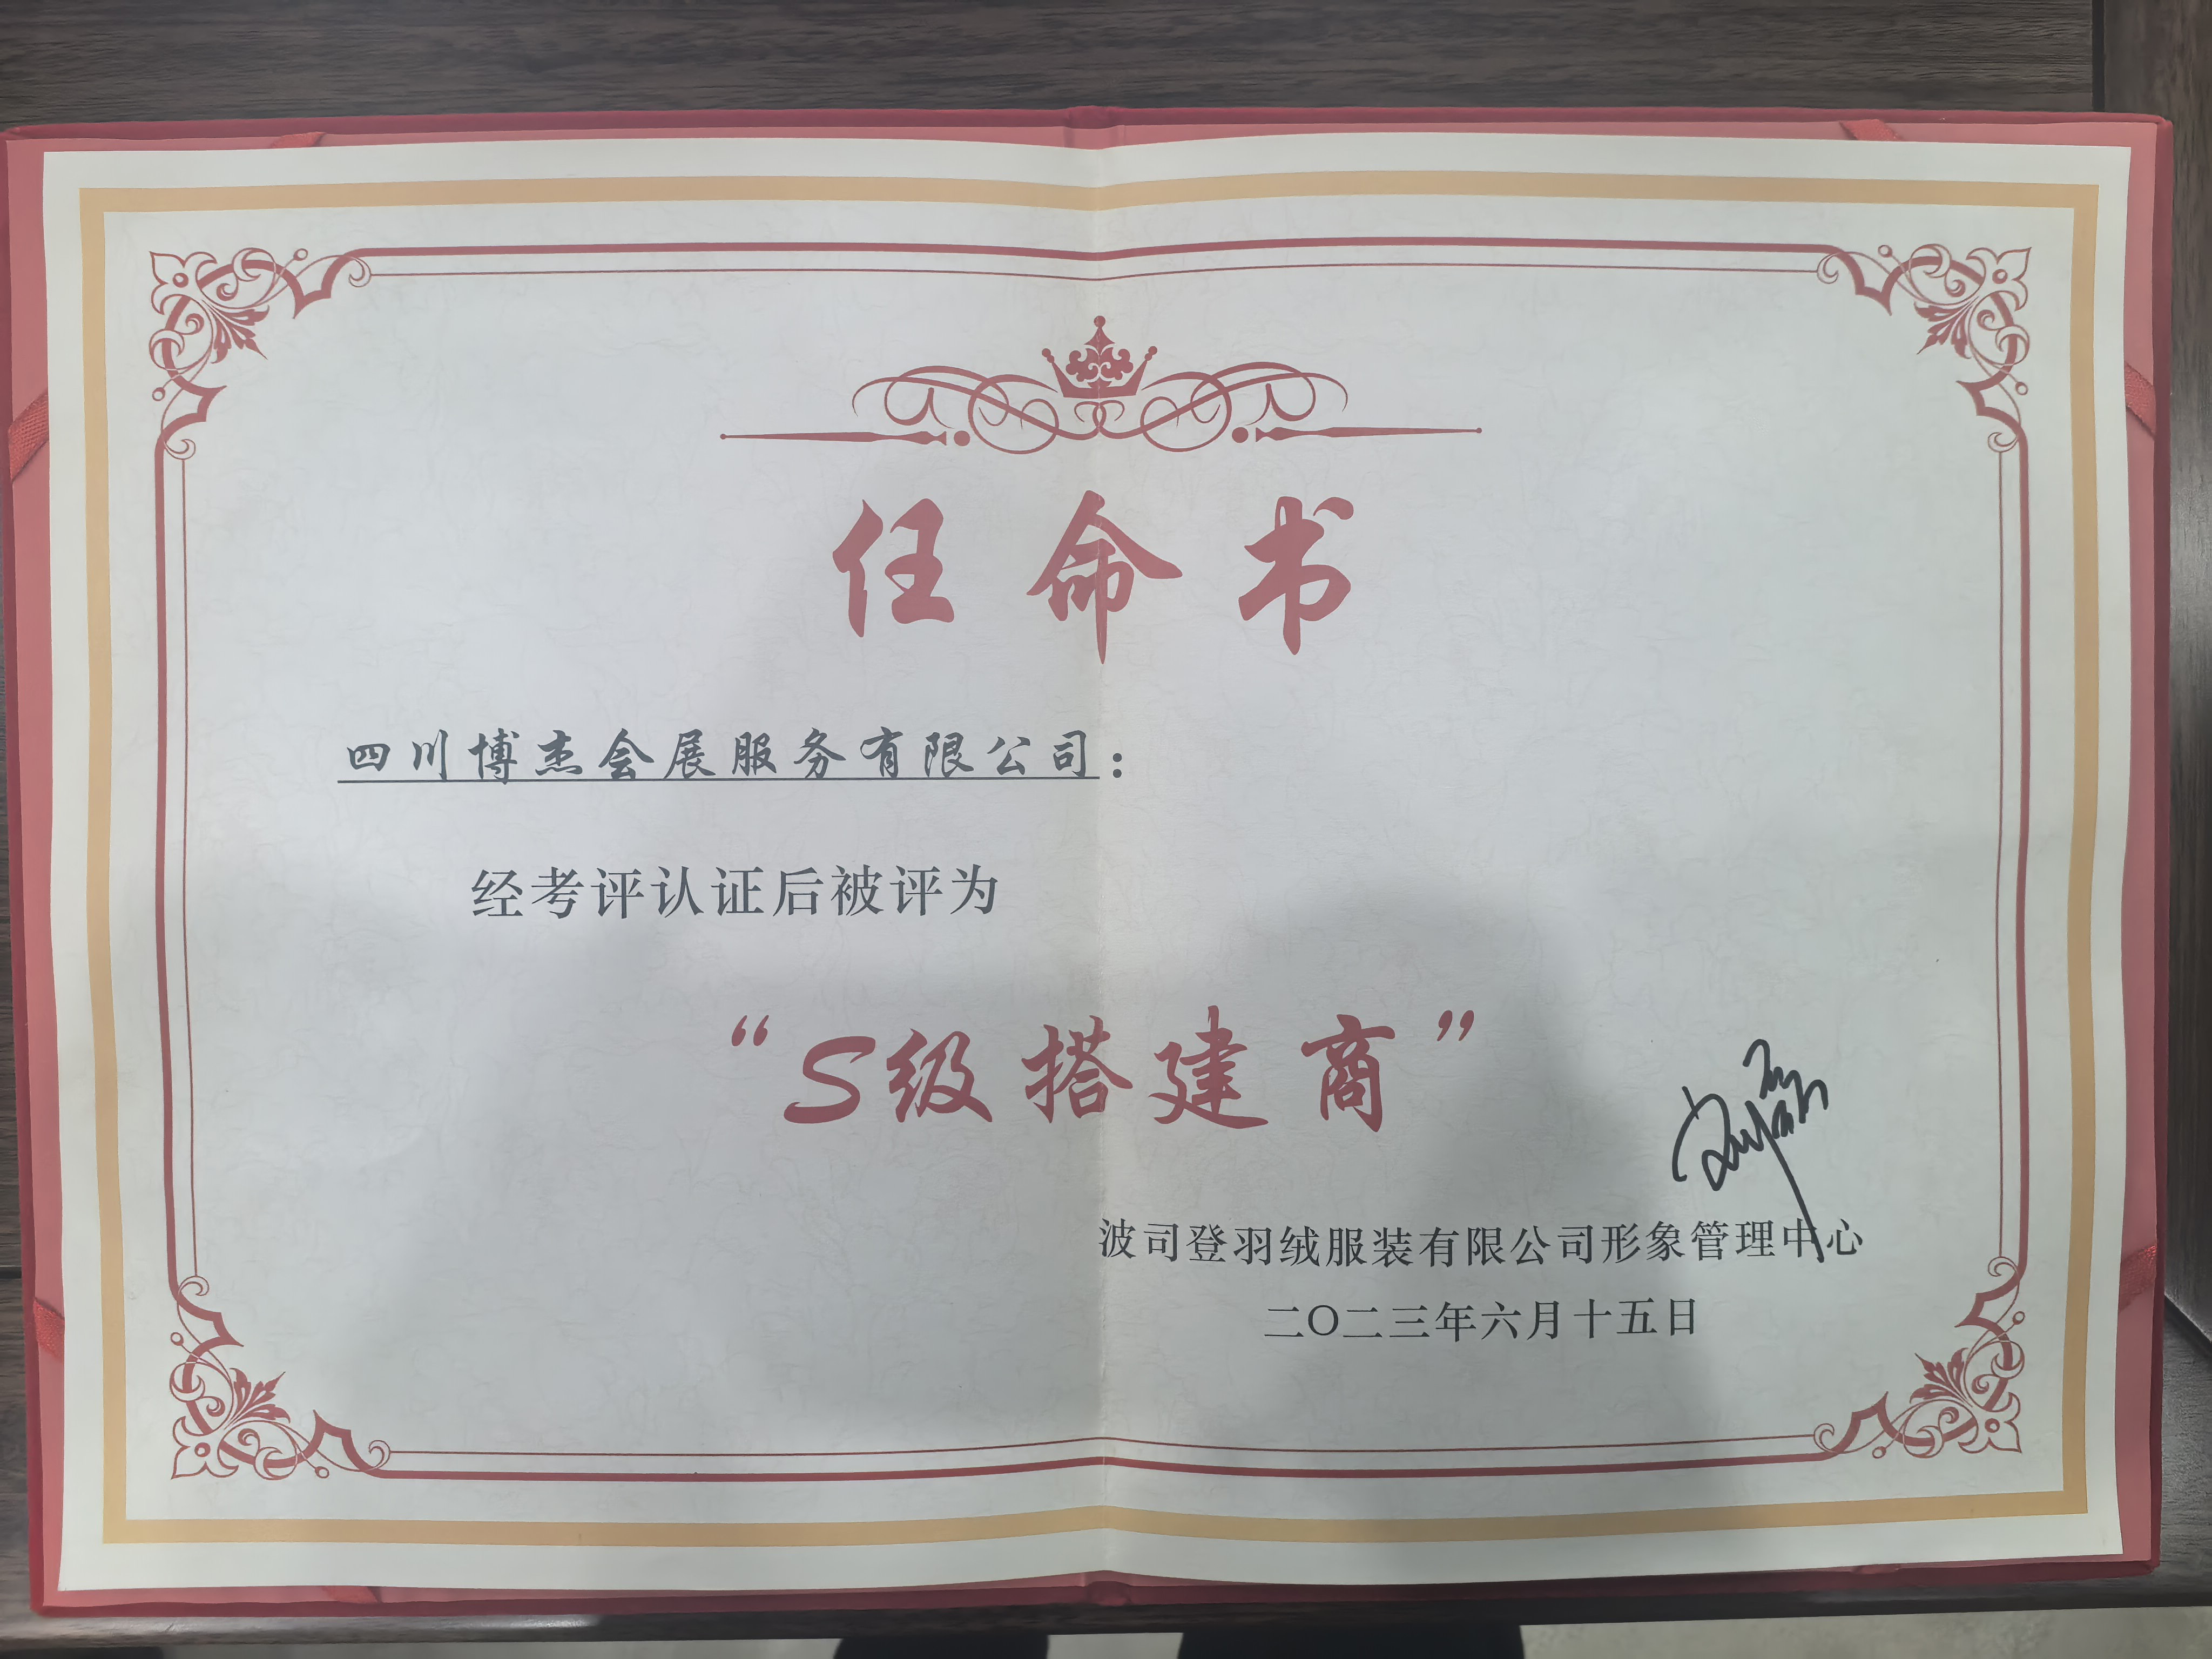 任命书
四川博杰会展服务有限公司：
经考评认证后被评为
“S级搭建商”
波司登羽绒服装有限公司形象管理中心
二〇二三年六月十五日